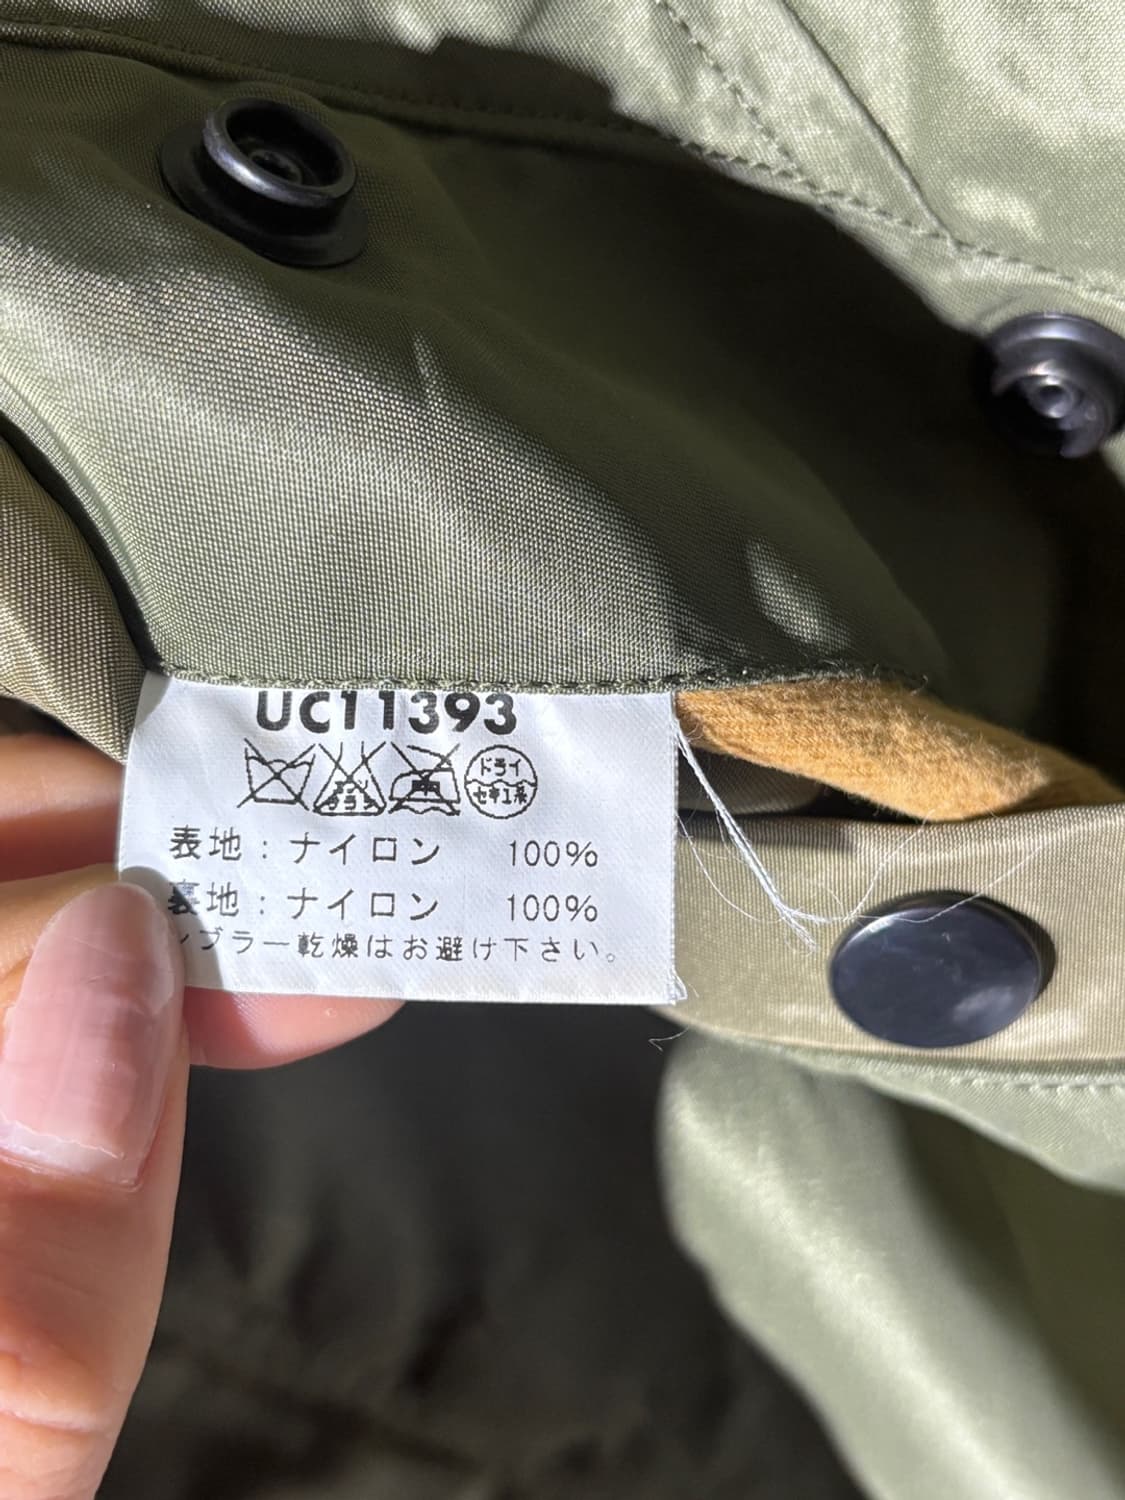 UC11393
ドライ
セキユ系
表地：ナイロン 100%
裏地：ナイロン 100%
ンブラー乾燥はお避け下さい。